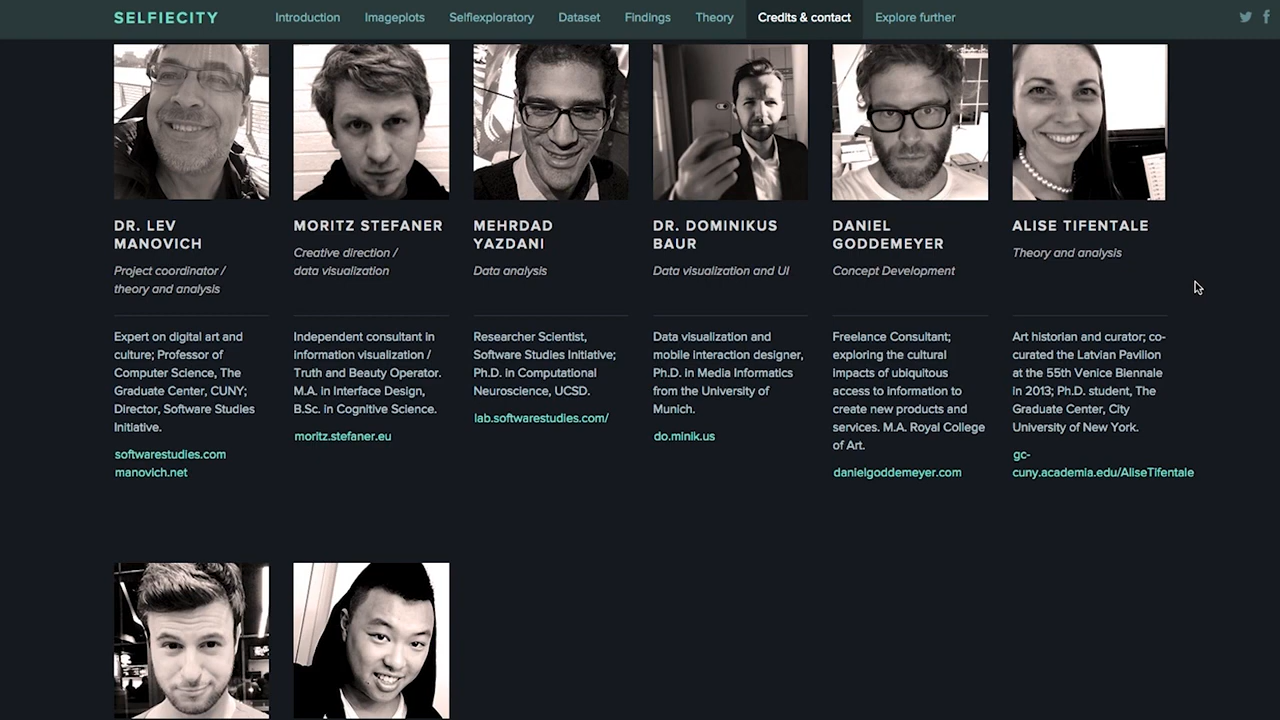 SELFIECITY
Introduction
Imageplots
Selfiexploratory
Dataset
Findings
Theory
Credits & contact
Explore further
DR. LEV
MANOVICH
Project coordinator /
theory and analysis
Expert on digital art and
culture; Professor of
Computer Science, The
Graduate Center, CUNY;
Director, Software Studies
Initiative.
softwarestudies.com
manovich.net
MORITZ STEFANER
Creative direction /
data visualization
Independent consultant in
information visualization /
Truth and Beauty Operator.
M.A. in Interface Design,
B.Sc. in Cognitive Science.
moritz.stefaner.eu
MEHRDAD
YAZDANI
Data analysis
Researcher Scientist,
Software Studies Initiative;
Ph.D. in Computational
Neuroscience, UCSD.
lab.softwarestudies.com/
DR. DOMINIKUS
BAUR
Data visualization and UI
Data visualization and
mobile interaction designer,
Ph.D. in Media Informatics
from the University of
Munich.
do.minik.us
DANIEL
GODDEMEYER
Concept Development
Freelance Consultant;
exploring the cultural
impacts of ubiquitous
access to information to
create new products and
services. M.A. Royal College
of Art.
danielgoddemeyer.com
ALISE TIFENTALE
Theory and analysis
Art historian and curator; co-
curated the Latvian Pavilion
at the 55th Venice Biennale
in 2013; Ph.D. student, The
Graduate Center, City
University of New York.
gc-
cuny.academia.edu/AliseTifentale